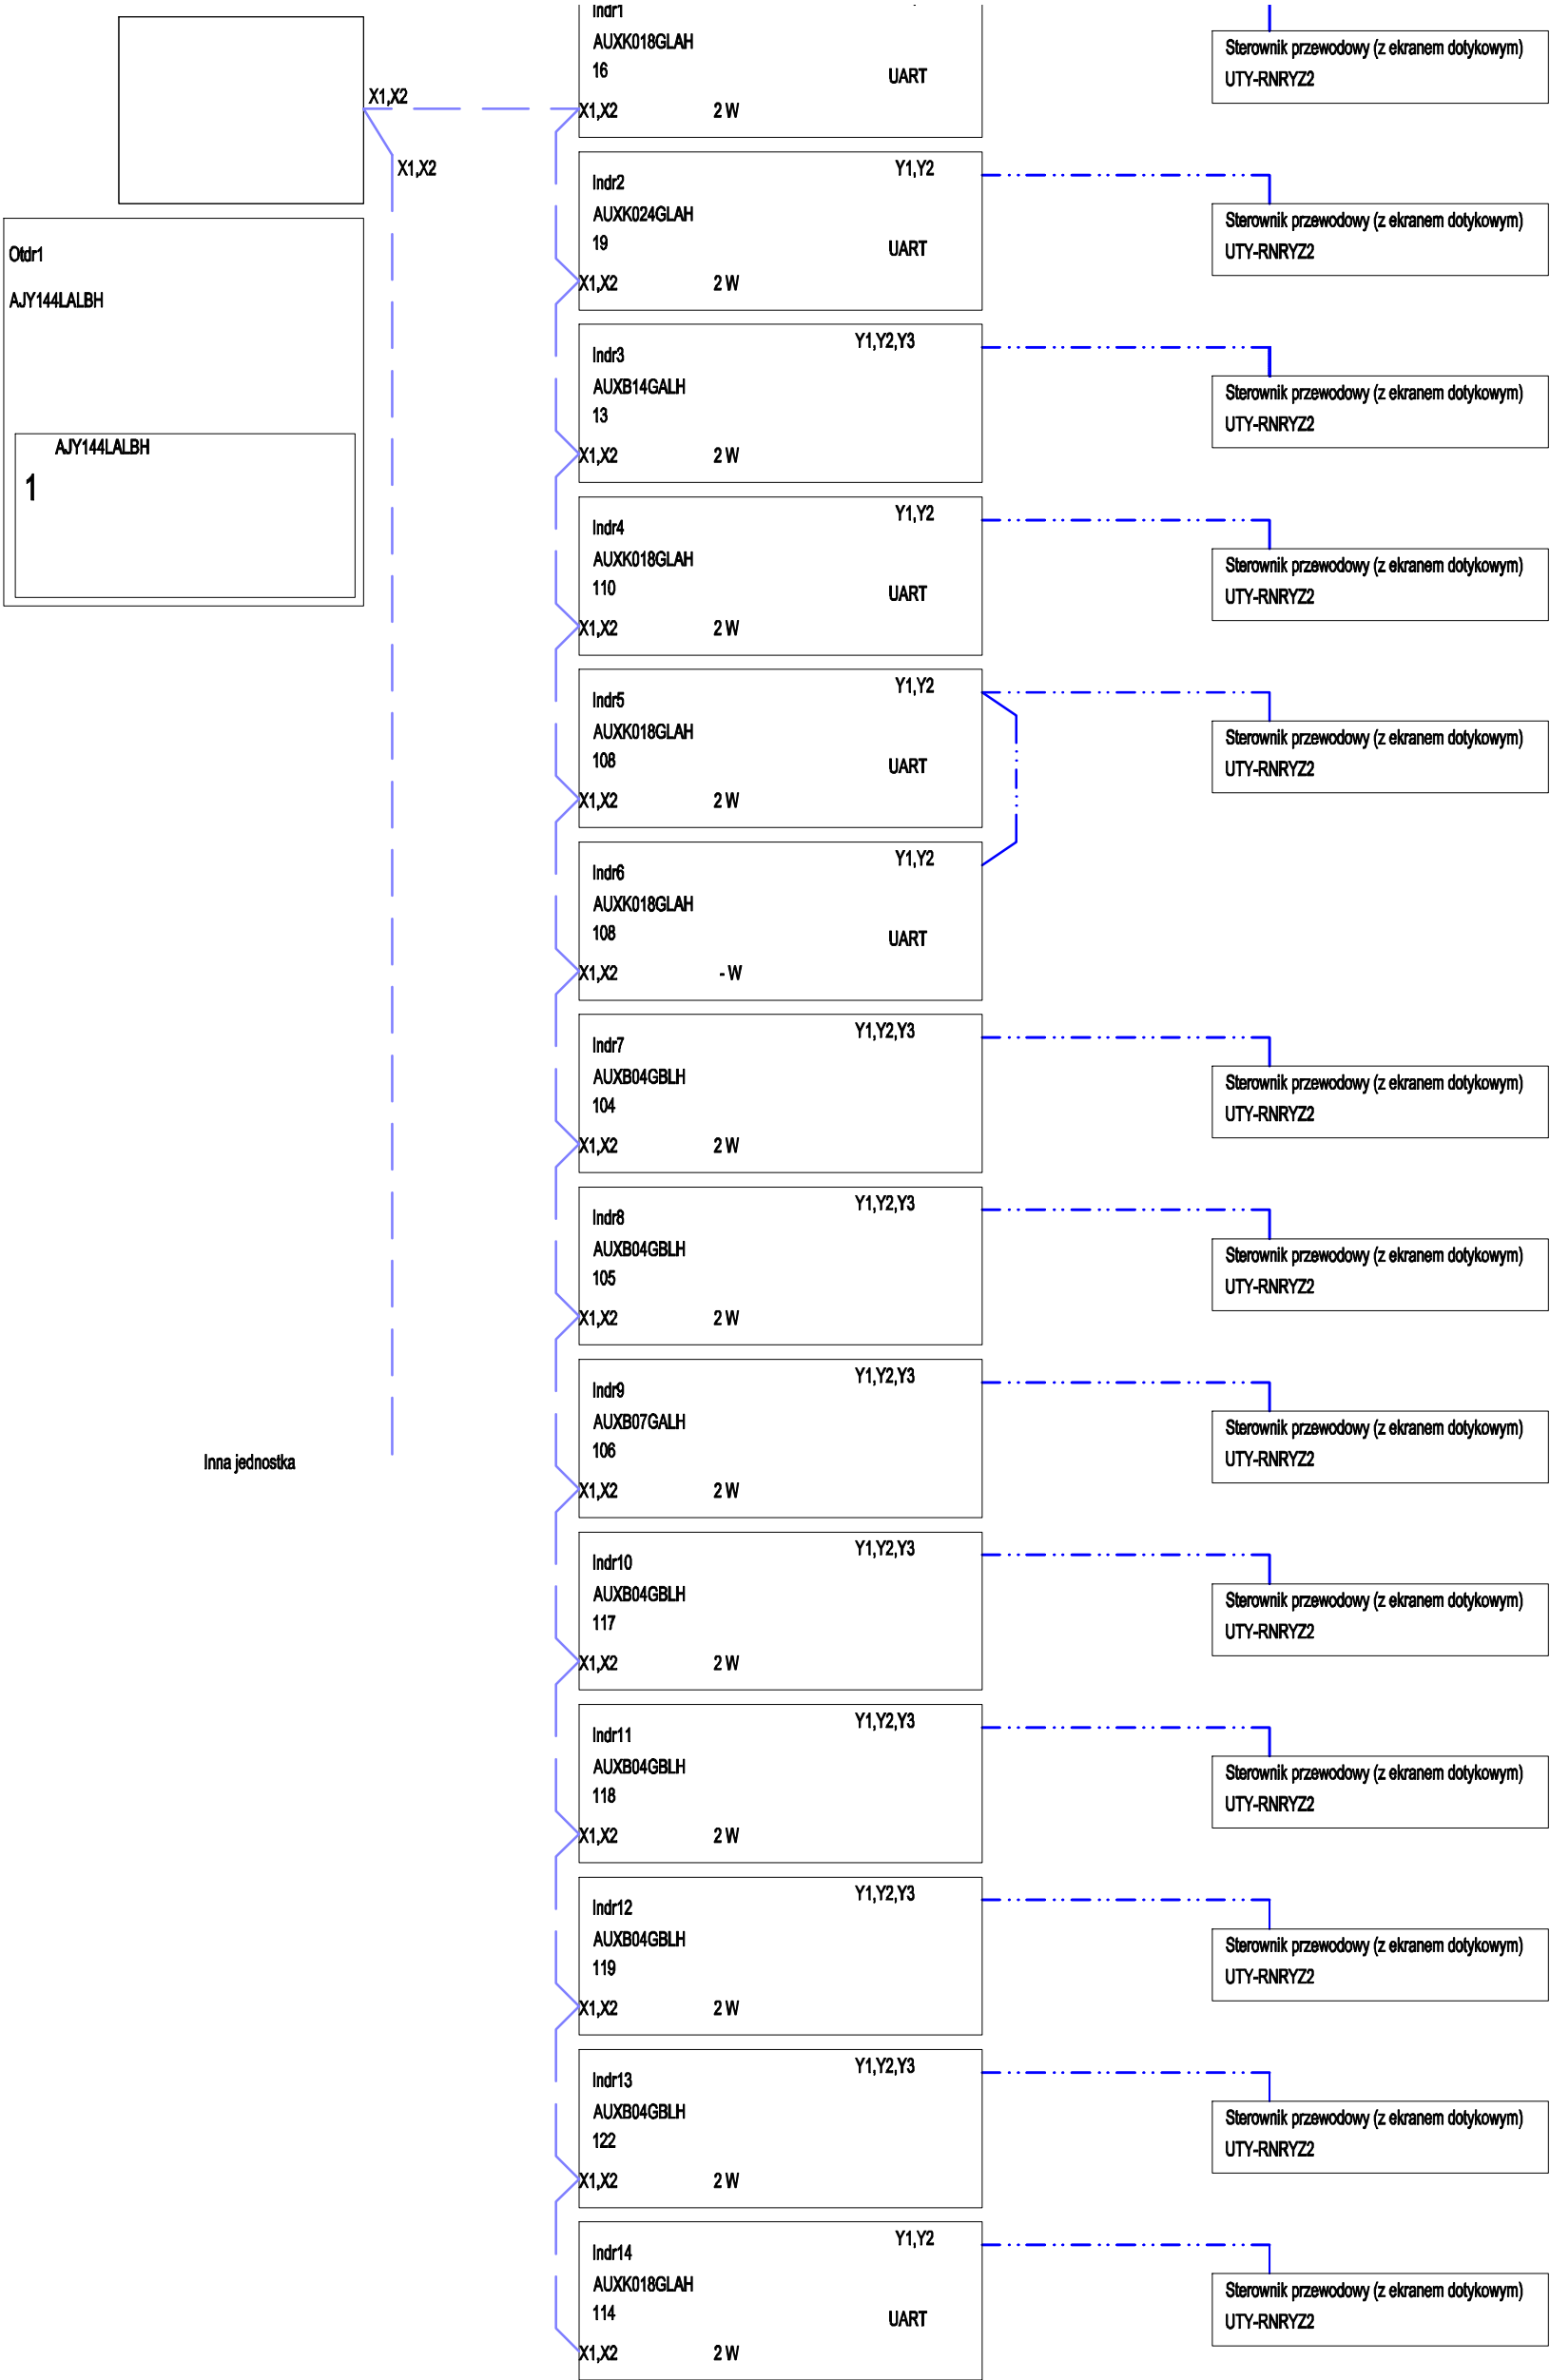 X1,X2
X1,X2
Otdr1
AJY144LALBH
AJY144LALBH
1
Inna jednostka
Indr1
AUXK018GLAH
16
UART
X1,X2 2 W
Sterownik przewodowy (z ekranem dotykowym)
UTY-RNRYZ2
Y1,Y2
Indr2
AUXK024GLAH
19
UART
X1,X2 2 W
Sterownik przewodowy (z ekranem dotykowym)
UTY-RNRYZ2
Y1,Y2,Y3
Indr3
AUXB14GALH
13
X1,X2 2 W
Sterownik przewodowy (z ekranem dotykowym)
UTY-RNRYZ2
Y1,Y2
Indr4
AUXK018GLAH
110
UART
X1,X2 2 W
Sterownik przewodowy (z ekranem dotykowym)
UTY-RNRYZ2
Y1,Y2
Indr5
AUXK018GLAH
108
UART
X1,X2 2 W
Sterownik przewodowy (z ekranem dotykowym)
UTY-RNRYZ2
Y1,Y2
Indr6
AUXK018GLAH
108
UART
X1,X2 - W
Y1,Y2,Y3
Indr7
AUXB04GBLH
104
X1,X2 2 W
Sterownik przewodowy (z ekranem dotykowym)
UTY-RNRYZ2
Y1,Y2,Y3
Indr8
AUXB04GBLH
105
X1,X2 2 W
Sterownik przewodowy (z ekranem dotykowym)
UTY-RNRYZ2
Y1,Y2,Y3
Indr9
AUXB07GALH
106
X1,X2 2 W
Sterownik przewodowy (z ekranem dotykowym)
UTY-RNRYZ2
Y1,Y2,Y3
Indr10
AUXB04GBLH
117
X1,X2 2 W
Sterownik przewodowy (z ekranem dotykowym)
UTY-RNRYZ2
Y1,Y2,Y3
Indr11
AUXB04GBLH
118
X1,X2 2 W
Sterownik przewodowy (z ekranem dotykowym)
UTY-RNRYZ2
Y1,Y2,Y3
Indr12
AUXB04GBLH
119
X1,X2 2 W
Sterownik przewodowy (z ekranem dotykowym)
UTY-RNRYZ2
Y1,Y2,Y3
Indr13
AUXB04GBLH
122
X1,X2 2 W
Sterownik przewodowy (z ekranem dotykowym)
UTY-RNRYZ2
Y1,Y2
Indr14
AUXK018GLAH
114
UART
X1,X2 2 W
Sterownik przewodowy (z ekranem dotykowym)
UTY-RNRYZ2